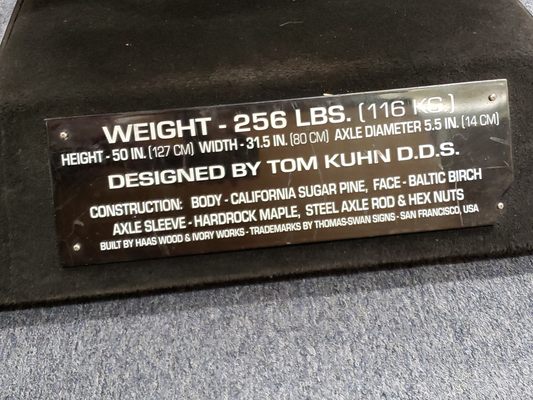 WEIGHT - 256 LBS. (116 KG.)
HEIGHT - 50 IN. (127 CM) WIDTH - 31.5 IN. (80 CM) AXLE DIAMETER 5.5 IN. (14 CM)
DESIGNED BY TOM KUHN D.D.S.
CONSTRUCTION: BODY - CALIFORNIA SUGAR PINE, FACE - BALTIC BIRCH
AXLE SLEEVE - HARDROCK MAPLE, STEEL AXLE ROD & HEX NUTS
BUILT BY HAAS WOOD & IVORY WORKS - TRADEMARKS BY THOMAS-SWAN SIGNS - SAN FRANCISCO, USA